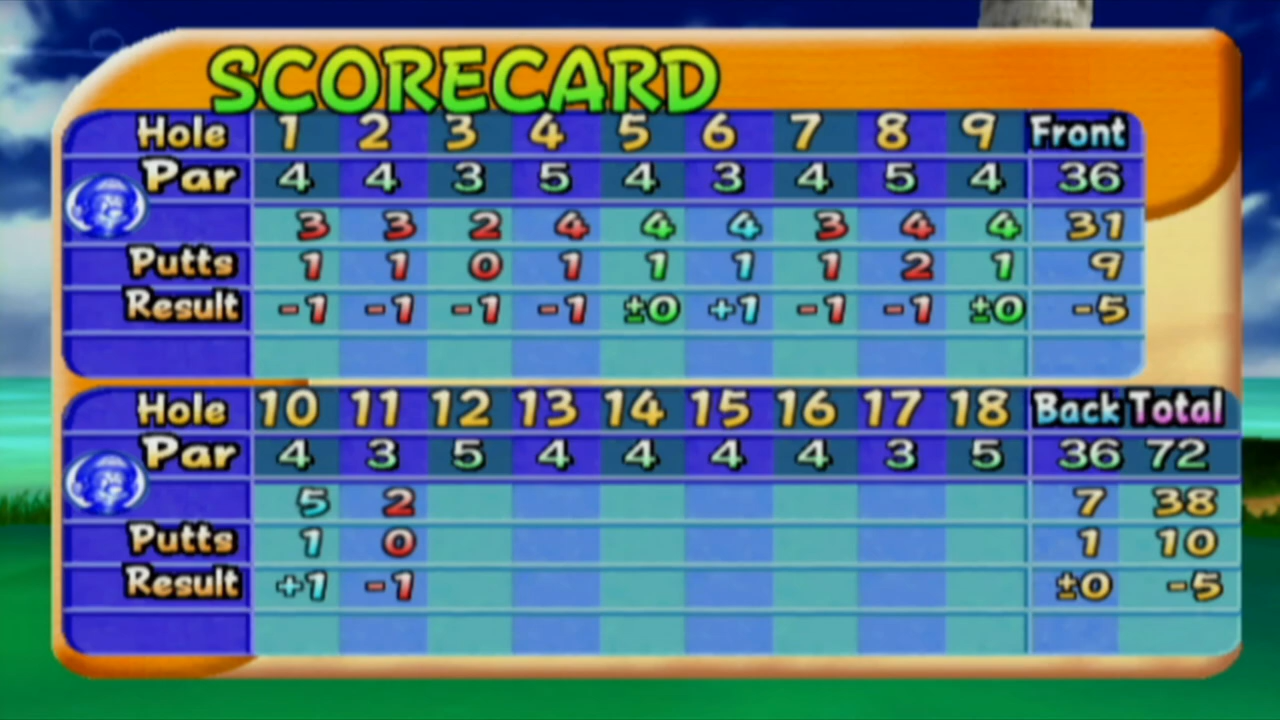 SCORECARD
Hole 1 2 3 4 5 6 7 8 9 Front
Par 4 4 3 5 4 3 4 5 4 36
3 3 2 4 4 4 3 4 4 31
Putts 1 1 0 1 1 1 1 2 1 9
Result -1 -1 -1 -1 ±0 +1 -1 -1 ±0 -5
Hole 10 11 12 13 14 15 16 17 18 Back Total
Par 4 3 5 4 4 4 4 3 5 36 72
5 2 7 38
Putts 1 0 1 10
Result +1 -1 ±0 -5